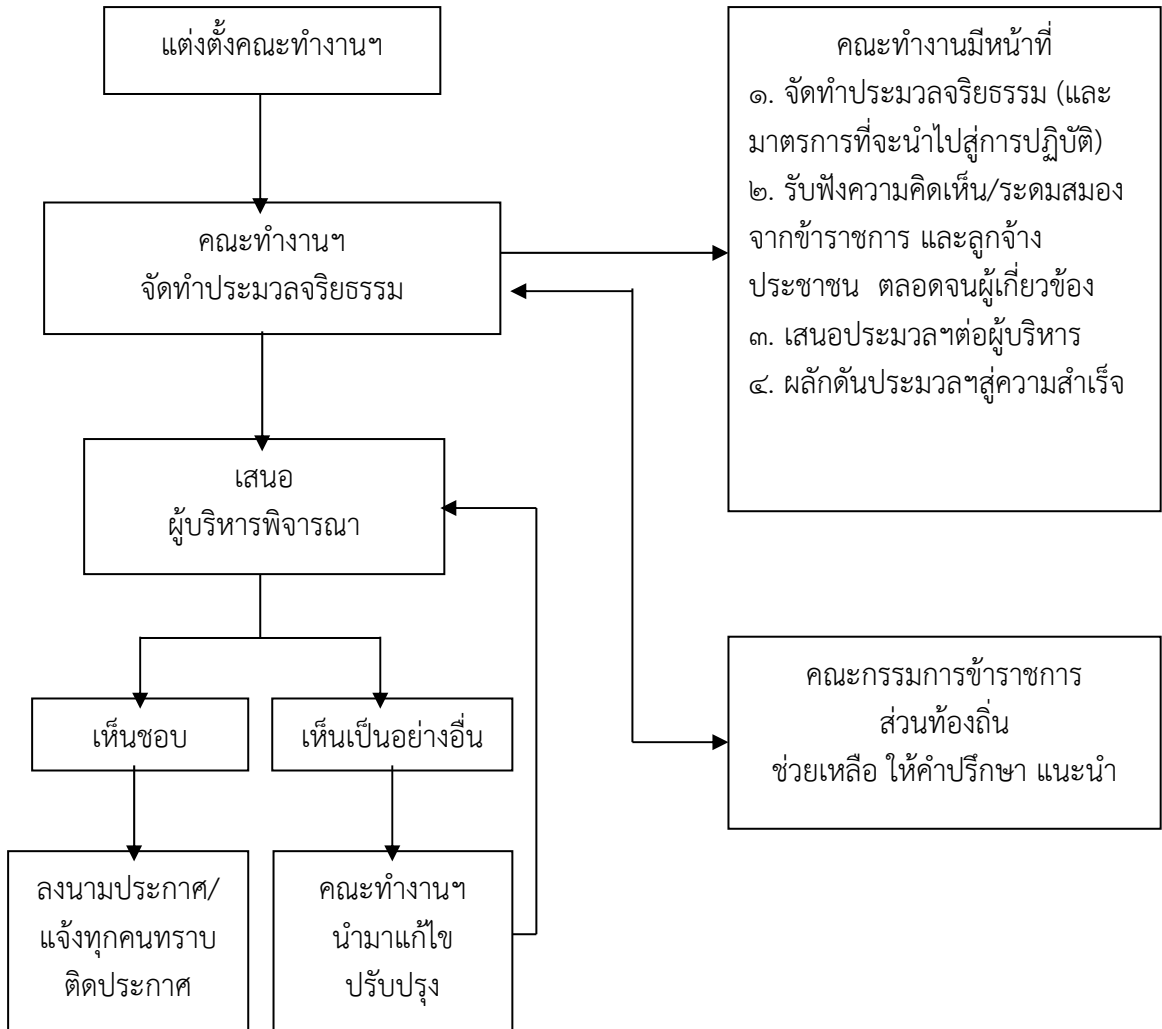 แต่งตั้งคณะทำงานฯ
คณะทำงานฯ
จัดทำประมวลจริยธรรม
เสนอ
ผู้บริหารพิจารณา
เห็นชอบ
เห็นเป็นอย่างอื่น
ลงนามประกาศ/
แจ้งทุกคนทราบ
ติดประกาศ
คณะทำงานฯ
นำมาแก้ไข
ปรับปรุง
คณะทำงานมีหน้าที่
๑. จัดทำประมวลจริยธรรม (และ
มาตรการที่จะนำไปสู่การปฏิบัติ)
๒. รับฟังความคิดเห็น/ระดมสมอง
จากข้าราชการ และลูกจ้าง
ประชาชน ตลอดจนผู้เกี่ยวข้อง
๓. เสนอประมวลฯต่อผู้บริหาร
๔. ผลักดันประมวลฯสู่ความสำเร็จ
คณะกรรมการข้าราชการ
ส่วนท้องถิ่น
ช่วยเหลือ ให้คำปรึกษา แนะนำ